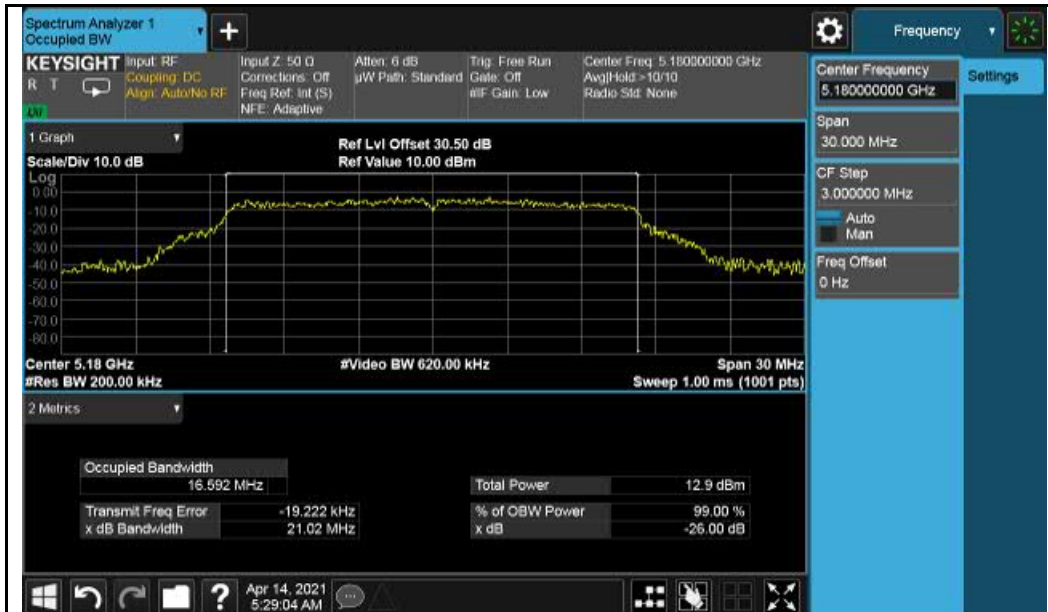 Spectrum Analyzer 1
Occupied BW
+
Frequency
KEYSIGHT
R T
LXI
Input: RF
Coupling: DC
Align: Auto/No RF
Input Z: 50 Ω
Corrections: Off
Freq Ref: Int (S)
NFE: Adaptive
Atten: 6 dB
µW Path: Standard
Trig: Free Run
Gate: Off
#IF Gain: Low
Center Freq: 5.180000000 GHz
Avg|Hold:>10/10
Radio Std: None
Center Frequency
5.180000000 GHz
Settings
Span
30.000 MHz
CF Step
3.000000 MHz
Auto
Man
Freq Offset
0 Hz
1 Graph
Scale/Div 10.0 dB
Ref Lvl Offset 30.50 dB
Ref Value 10.00 dBm
Log
0.00
-10.0
-20.0
-30.0
-40.0
-50.0
-60.0
-70.0
-80.0
Center 5.18 GHz
#Video BW 620.00 kHz
Span 30 MHz
#Res BW 200.00 kHz
Sweep 1.00 ms (1001 pts)
2 Metrics
Occupied Bandwidth
16.592 MHz
Total Power 12.9 dBm
Transmit Freq Error -19.222 kHz
% of OBW Power 99.00 %
x dB Bandwidth 21.02 MHz
x dB -26.00 dB
?
Apr 14, 2021
5:29:04 AM